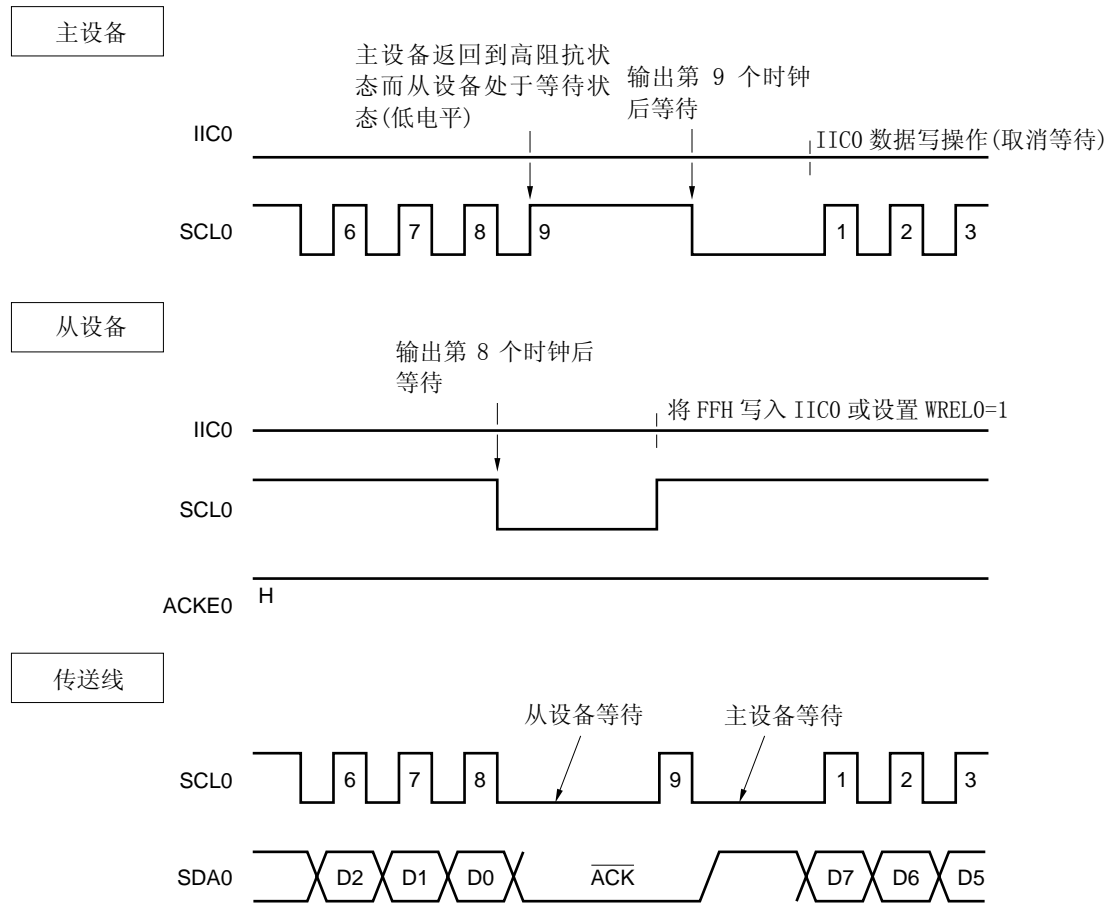 主设备
主设备返回到高阻抗状
态而从设备处于等待状
态(低电平)
输出第 9 个时钟
后等待
IIC0
IIC0 数据写操作(取消等待)
SCL0
6 7 8 9 1 2 3
从设备
输出第 8 个时钟后
等待
将 FFH 写入 IIC0 或设置 WREL0=1
IIC0
SCL0
ACKE0
H
传送线
从设备等待
主设备等待
SCL0
6 7 8 9 1 2 3
SDA0
D2 D1 D0 ACK D7 D6 D5